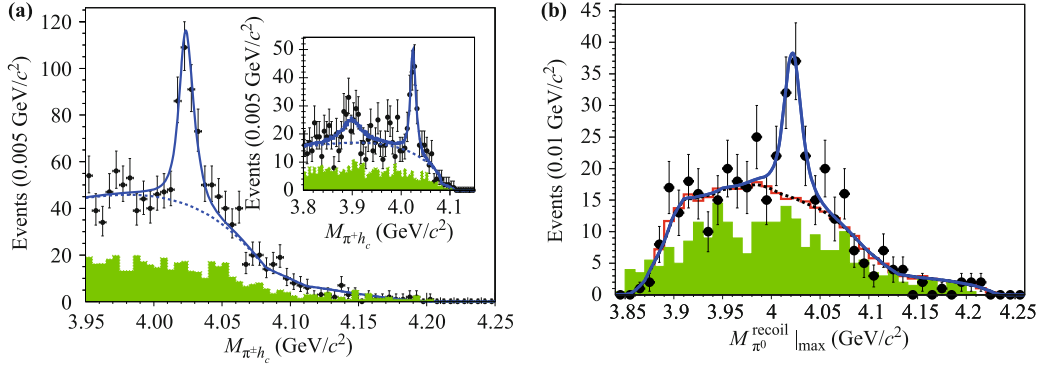 (a)
Events (0.005 GeV/c²)
120
100
80
60
40
20
0
3.95 4.00 4.05 4.10 4.15 4.20 4.25
M_π±h_c (GeV/c²)
Events (0.005 GeV/c²)
50
40
30
20
10
0
3.8 3.9 4.0 4.1
M_π±h_c (GeV/c²)
(b)
Events (0.01 GeV/c²)
45
40
35
30
25
20
15
10
5
0
3.85 3.9 3.95 4 4.05 4.1 4.15 4.2 4.25
M^recoil_π⁰ |max (GeV/c²)